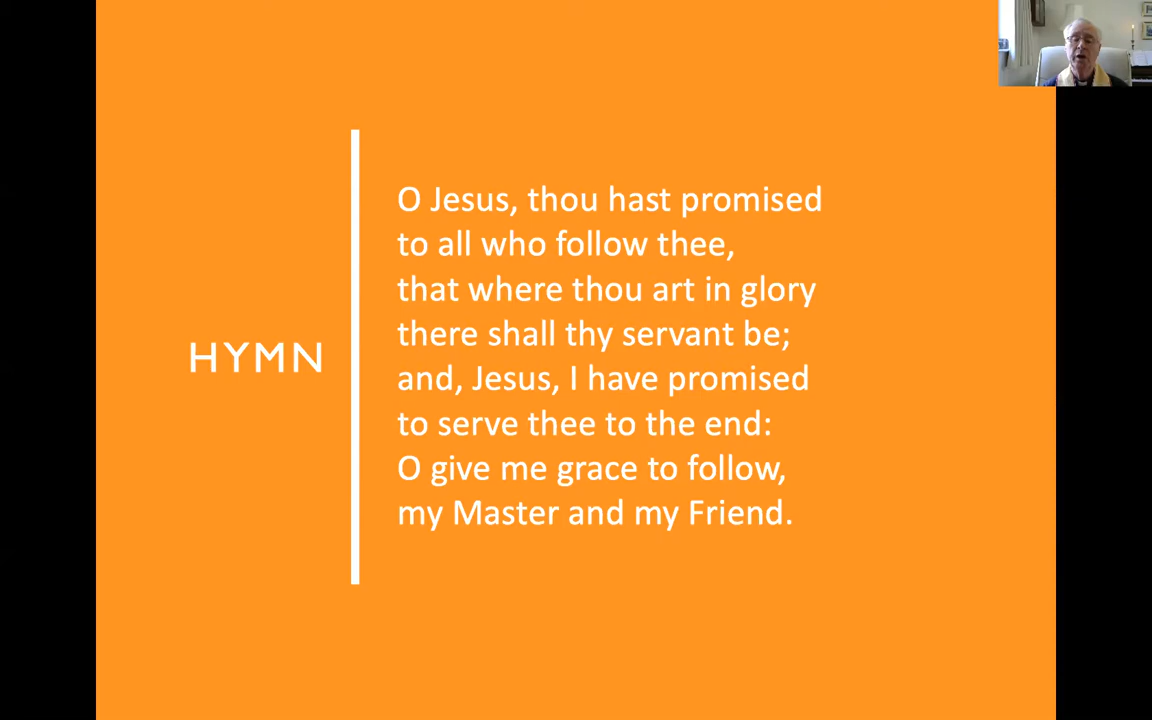 HYMN
O Jesus, thou hast promised
to all who follow thee,
that where thou art in glory
there shall thy servant be;
and, Jesus, I have promised
to serve thee to the end:
O give me grace to follow,
my Master and my Friend.